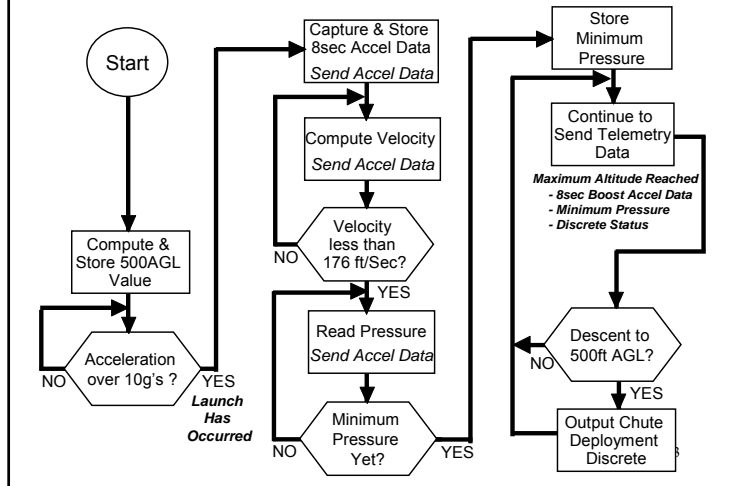 Start
Compute &
Store 500AGL
Value
Acceleration
over 10g's ?
NO
YES
Launch
Has
Occurred
Capture & Store
8sec Accel Data
Send Accel Data
Compute Velocity
Send Accel Data
Velocity
less than
176 ft/Sec?
NO
YES
Read Pressure
Send Accel Data
Minimum
Pressure
Yet?
NO
YES
Store
Minimum
Pressure
Continue to
Send Telemetry
Data
Maximum Altitude Reached
- 8sec Boost Accel Data
- Minimum Pressure
- Discrete Status
Descent to
500ft AGL?
NO
YES
Output Chute
Deployment
Discrete